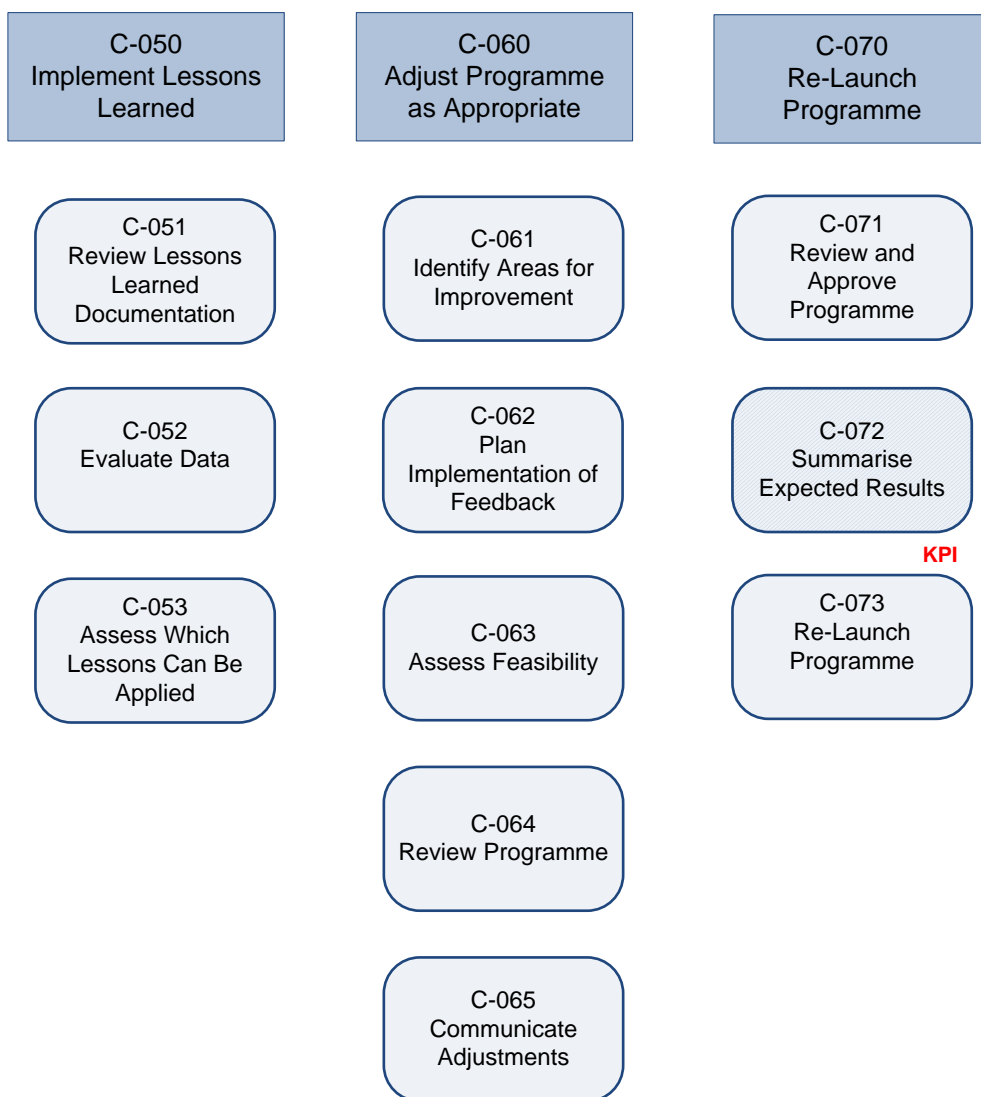 C-050
Implement Lessons
Learned
C-060
Adjust Programme
as Appropriate
C-070
Re-Launch
Programme
C-051
Review Lessons
Learned
Documentation
C-061
Identify Areas for
Improvement
C-071
Review and
Approve
Programme
C-052
Evaluate Data
C-062
Plan
Implementation of
Feedback
C-072
Summarise
Expected Results
KPI
C-053
Assess Which
Lessons Can Be
Applied
C-063
Assess Feasibility
C-073
Re-Launch
Programme
C-064
Review Programme
C-065
Communicate
Adjustments